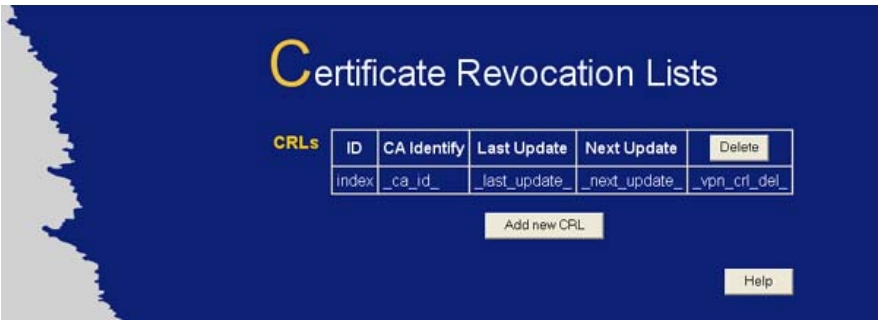 Certificate Revocation Lists
CRLs ID CA Identify Last Update Next Update Delete
index _ca_id_ _last_update_ _next_update_ _vpn_crl_del_
Add new CRL
Help